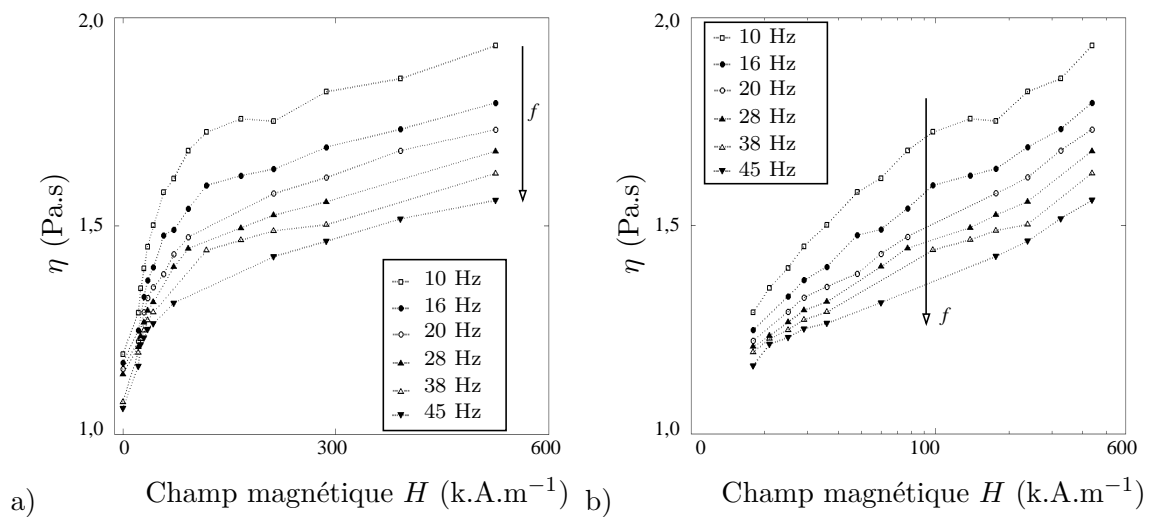 2,0
1,5
1,0
η (Pa.s)
f
10 Hz
16 Hz
20 Hz
28 Hz
38 Hz
45 Hz
0
300
600
a)
Champ magnétique H (k.A.m⁻¹)
2,0
1,5
1,0
η (Pa.s)
10 Hz
16 Hz
20 Hz
28 Hz
38 Hz
45 Hz
f
0
100
600
b)
Champ magnétique H (k.A.m⁻¹)